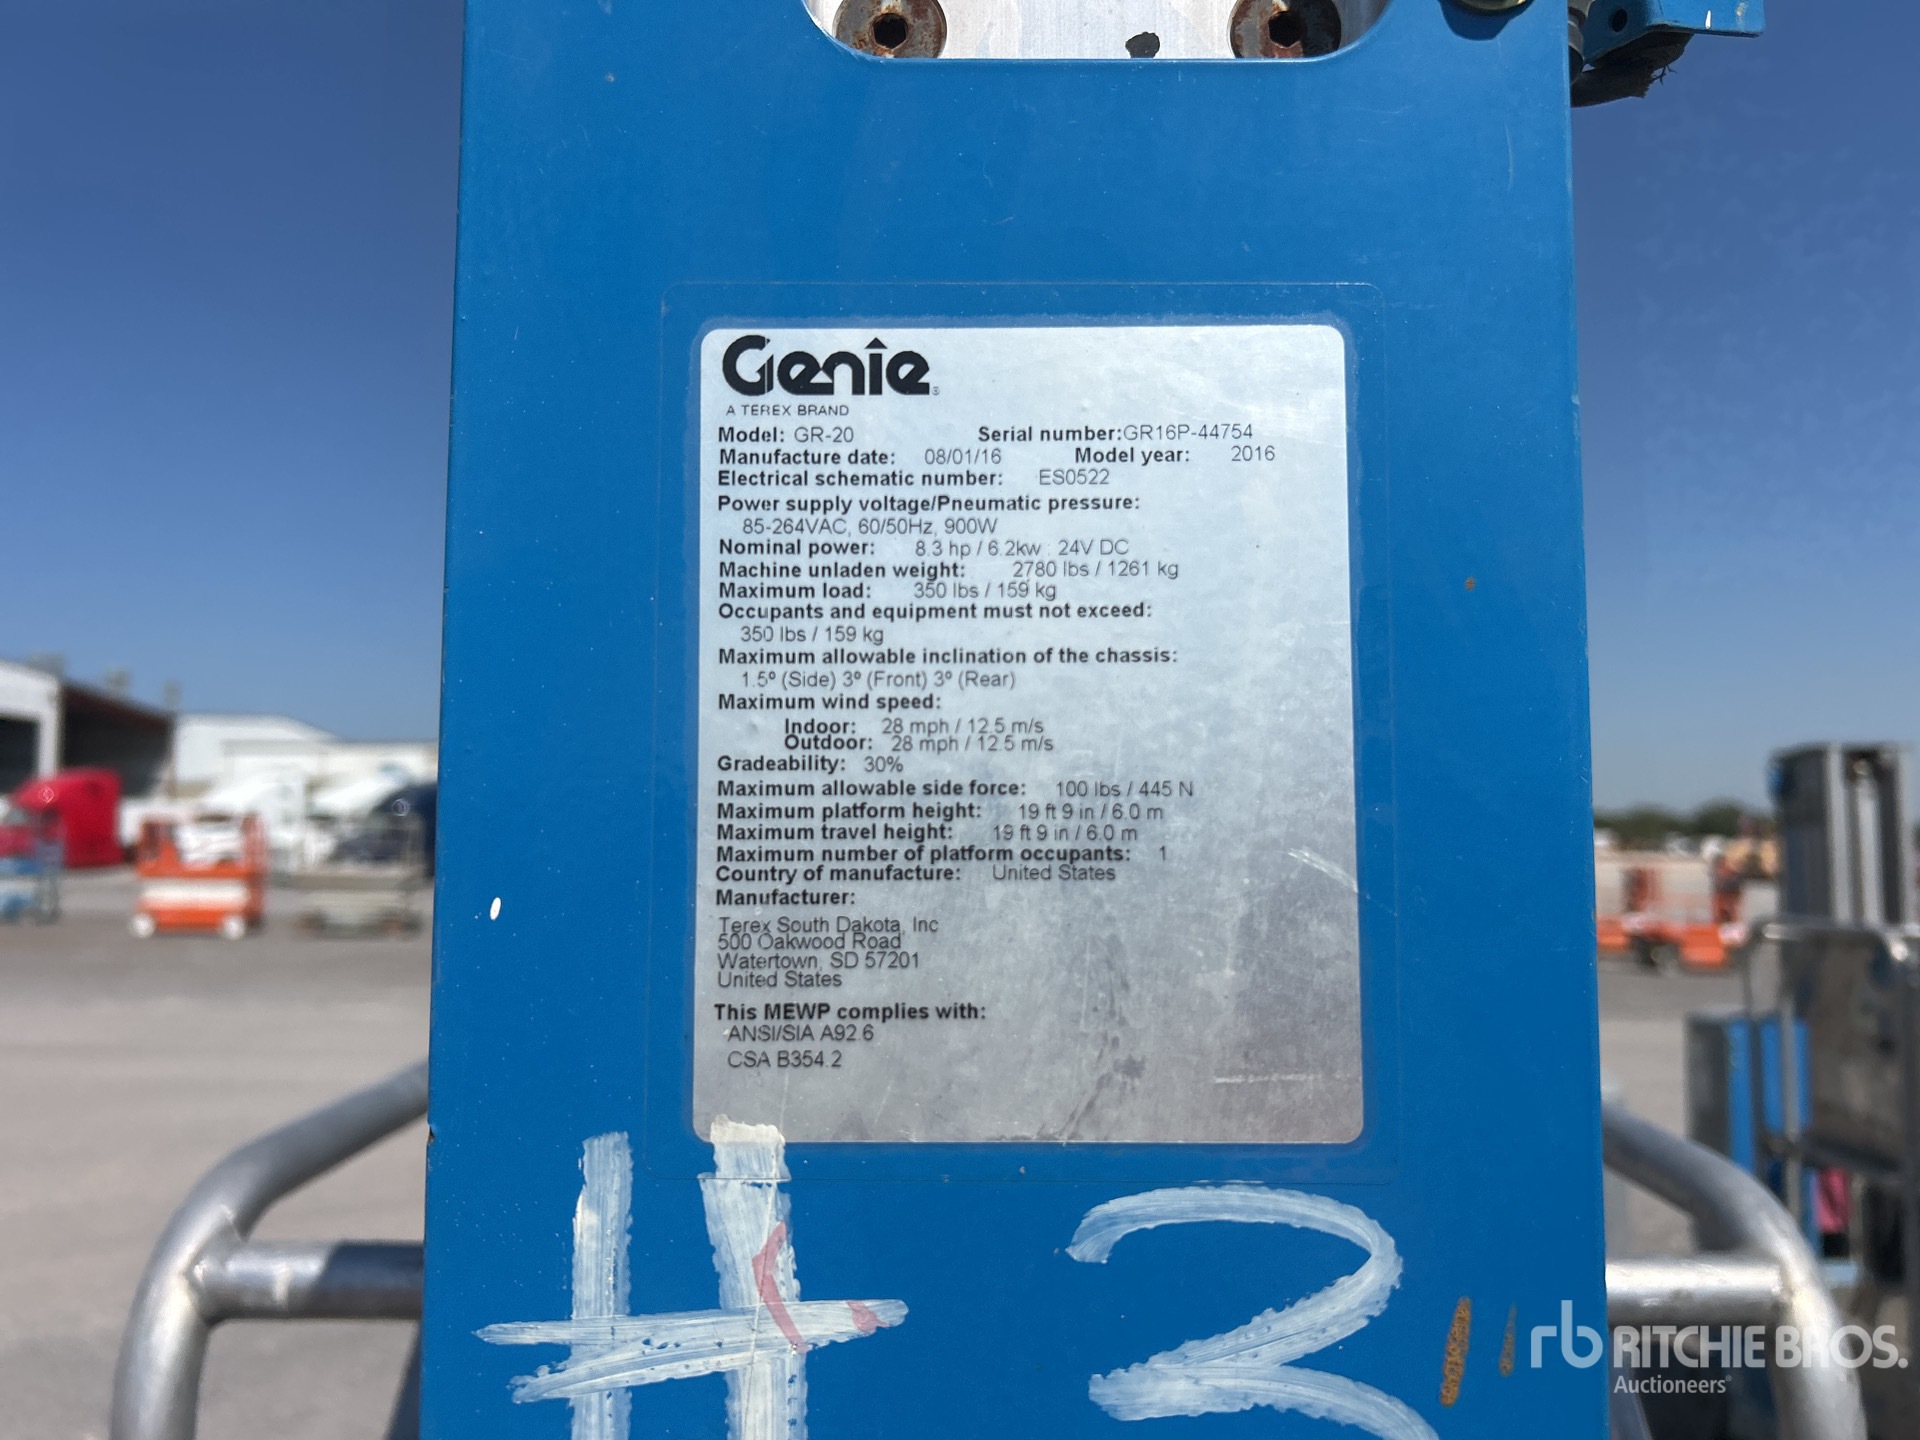 Genie®
A TEREX BRAND
Model: GR-20 Serial number:GR16P-44754
Manufacture date: 08/01/16 Model year: 2016
Electrical schematic number: ES0522
Power supply voltage/Pneumatic pressure:
85-264VAC, 60/50Hz, 900W
Nominal power: 8.3 hp / 6.2kw : 24V DC
Machine unladen weight: 2780 lbs / 1261 kg
Maximum load: 350 lbs / 159 kg
Occupants and equipment must not exceed:
350 lbs / 159 kg
Maximum allowable inclination of the chassis:
1.5º (Side) 3º (Front) 3º (Rear)
Maximum wind speed:
Indoor: 28 mph / 12.5 m/s
Outdoor: 28 mph / 12.5 m/s
Gradeability: 30%
Maximum allowable side force: 100 lbs / 445 N
Maximum platform height: 19 ft 9 in / 6.0 m
Maximum travel height: 19 ft 9 in / 6.0 m
Maximum number of platform occupants: 1
Country of manufacture: United States
Manufacturer:
Terex South Dakota, Inc
500 Oakwood Road
Watertown, SD 57201
United States
This MEWP complies with:
ANSI/SIA A92.6
CSA B354.2
# 2
rb RITCHIE BROS.
Auctioneers®